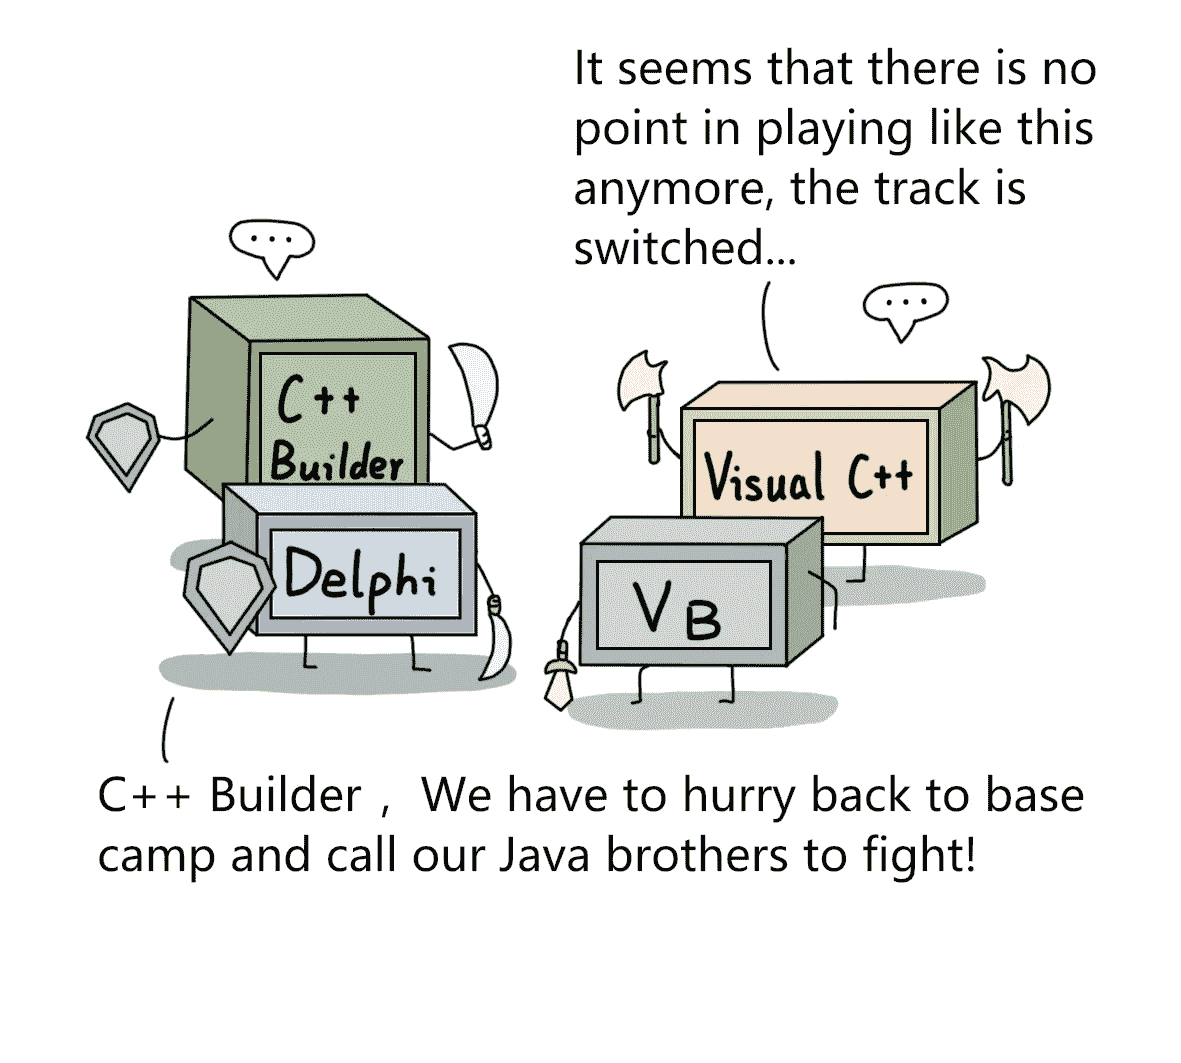 It seems that there is no
point in playing like this
anymore, the track is
switched...
C++
Builder
Delphi
Visual C++
VB
C++ Builder， We have to hurry back to base
camp and call our Java brothers to fight!